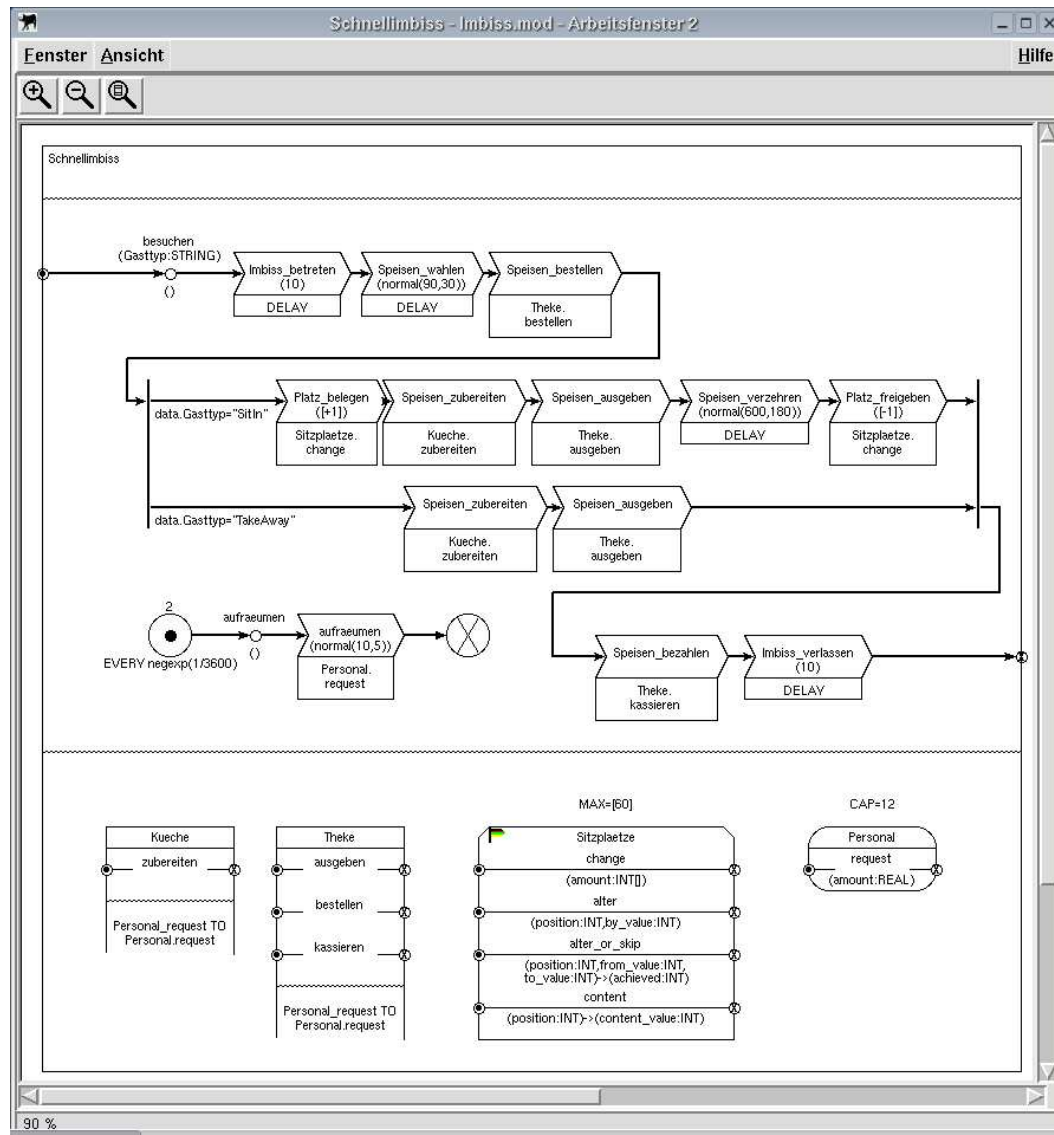 Schnellimbiss - Imbiss.mod - Arbeitsfenster 2
Fenster Ansicht Hilfe
Schnellimbiss
besuchen
(Gasttyp:STRING)
()
Imbiss_betreten
(10)
DELAY
Speisen_wahlen
(normal(90,30))
DELAY
Speisen_bestellen
Theke.
bestellen
data.Gasttyp="SitIn"
Platz_belegen
([+1])
Sitzplaetze.
change
Speisen_zubereiten
Kueche.
zubereiten
Speisen_ausgeben
Theke.
ausgeben
Speisen_verzehren
(normal(600,180))
DELAY
Platz_freigeben
([-1])
Sitzplaetze.
change
data.Gasttyp="TakeAway"
Speisen_zubereiten
Kueche.
zubereiten
Speisen_ausgeben
Theke.
ausgeben
2
EVERY negexp(1/3600)
aufraeumen
()
aufraeumen
(normal(10,5))
Personal.
request
Speisen_bezahlen
Theke.
kassieren
Imbiss_verlassen
(10)
DELAY
Kueche
zubereiten
Personal_request TO
Personal.request
Theke
ausgeben
bestellen
kassieren
Personal_request TO
Personal.request
MAX=[60]
Sitzplaetze
change
(amount:INT[])
alter
(position:INT,by_value:INT)
alter_or_skip
(position:INT,from_value:INT,
to_value:INT)->(achieved:INT)
content
(position:INT)->(content_value:INT)
CAP=12
Personal
request
(amount:REAL)
90 %